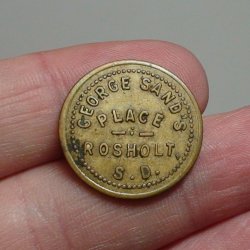 GEORGE SAND'S
PLACE
ROSHOLT,
S.D.